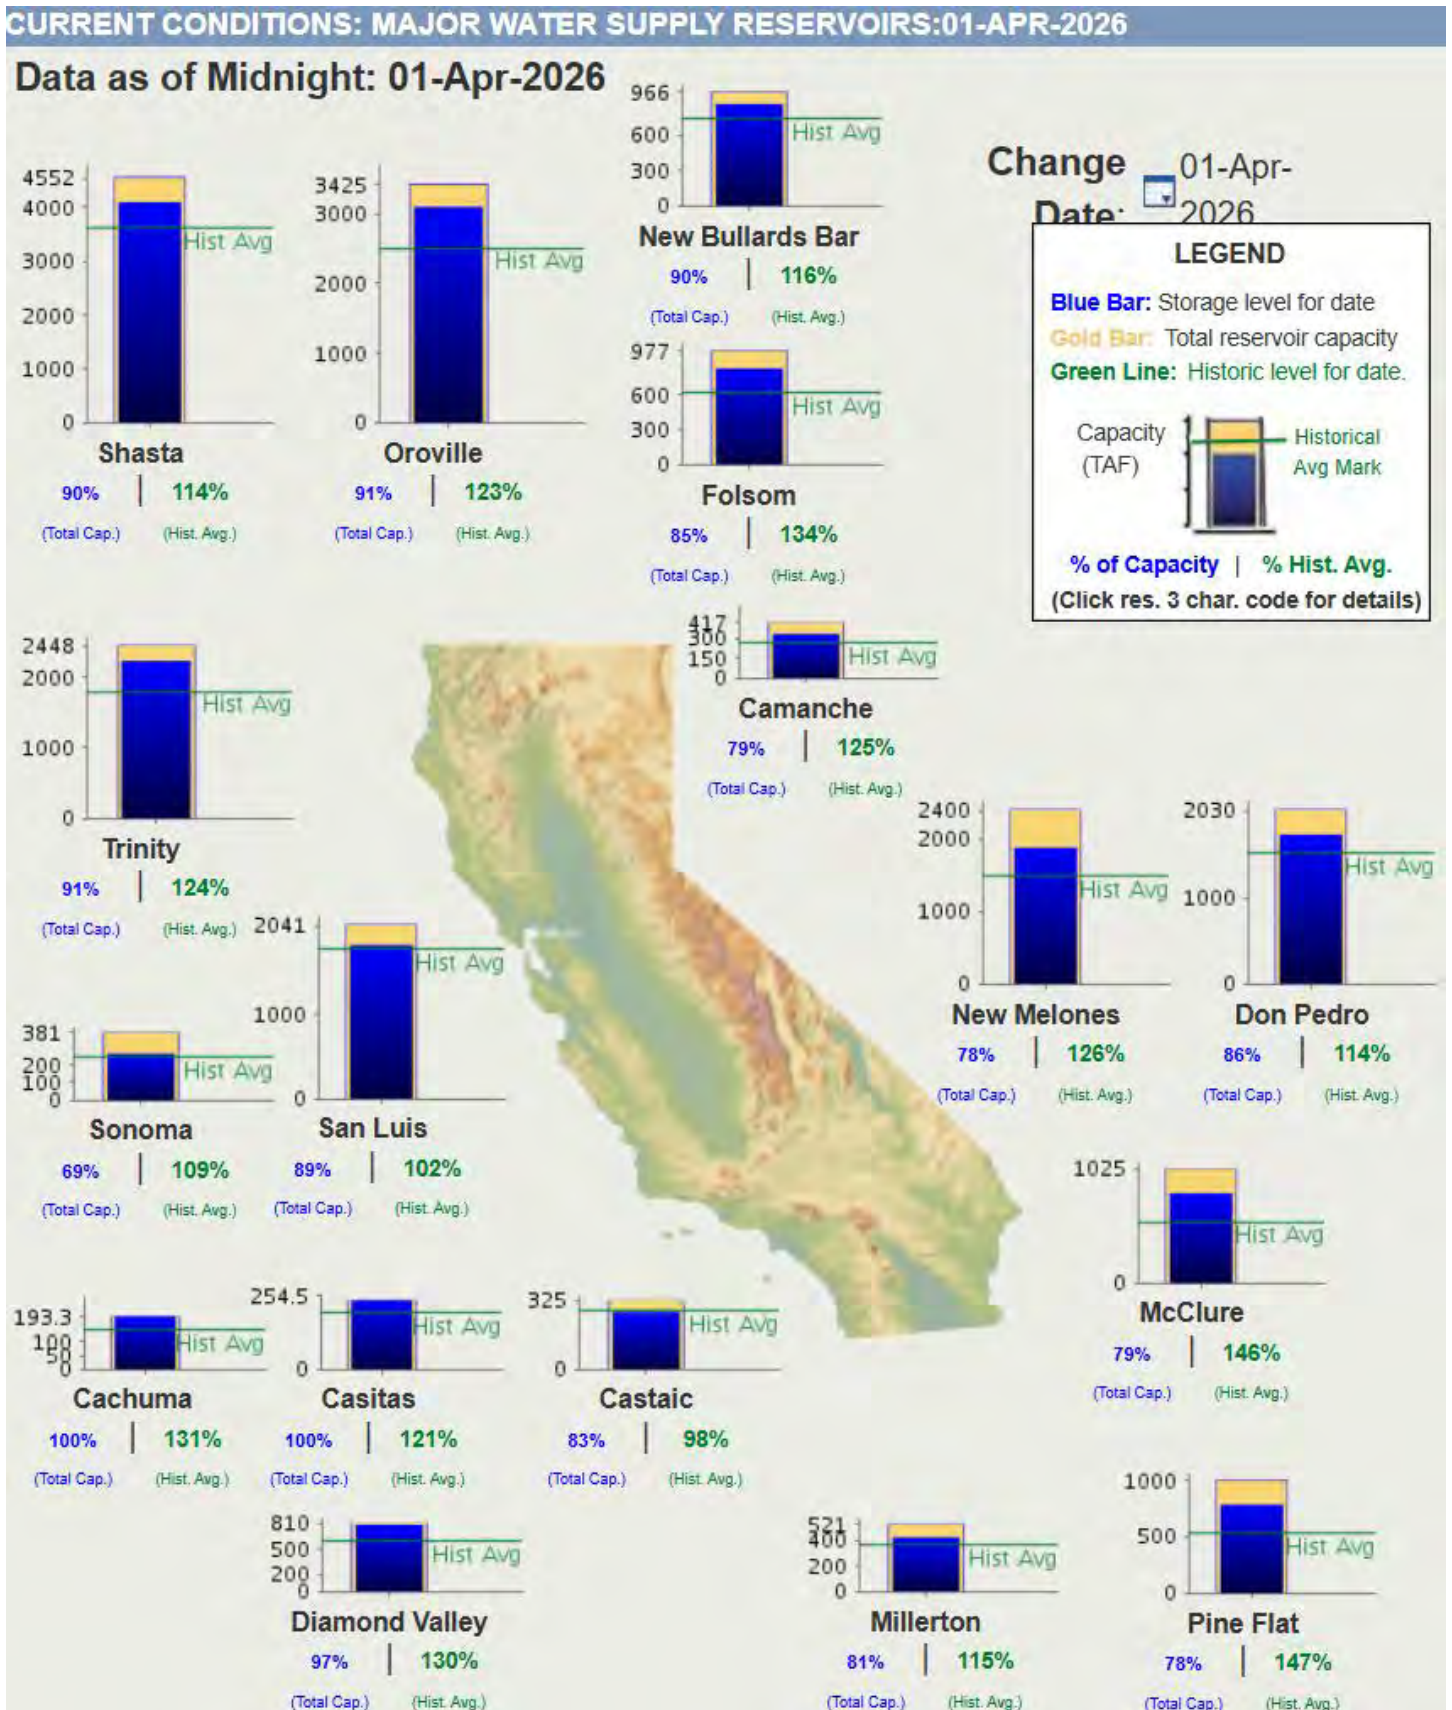 CURRENT CONDITIONS: MAJOR WATER SUPPLY RESERVOIRS:01-APR-2026
Data as of Midnight: 01-Apr-2026
Change Date:
01-Apr-2026
LEGEND
Blue Bar: Storage level for date
Gold Bar: Total reservoir capacity
Green Line: Historic level for date.
Capacity (TAF)
Historical Avg Mark
% of Capacity | % Hist. Avg.
(Click res. 3 char. code for details)
4552
4000
3000
2000
1000
0
Hist Avg
Shasta
90% | 114%
(Total Cap.) (Hist. Avg.)
3425
3000
2000
1000
0
Hist Avg
Oroville
91% | 123%
(Total Cap.) (Hist. Avg.)
966
600
300
0
Hist Avg
New Bullards Bar
90% | 116%
(Total Cap.) (Hist. Avg.)
977
600
300
0
Hist Avg
Folsom
85% | 134%
(Total Cap.) (Hist. Avg.)
417
300
150
0
Hist Avg
Camanche
79% | 125%
(Total Cap.) (Hist. Avg.)
2448
2000
1000
0
Hist Avg
Trinity
91% | 124%
(Total Cap.) (Hist. Avg.)
2400
2000
1000
0
Hist Avg
New Melones
78% | 126%
(Total Cap.) (Hist. Avg.)
2030
1000
0
Hist Avg
Don Pedro
86% | 114%
(Total Cap.) (Hist. Avg.)
2041
1000
0
Hist Avg
San Luis
89% | 102%
(Total Cap.) (Hist. Avg.)
381
200
100
0
Hist Avg
Sonoma
69% | 109%
(Total Cap.) (Hist. Avg.)
1025
0
Hist Avg
McClure
79% | 146%
(Total Cap.) (Hist. Avg.)
193.3
100
50
0
Hist Avg
Cachuma
100% | 131%
(Total Cap.) (Hist. Avg.)
254.5
0
Hist Avg
Casitas
100% | 121%
(Total Cap.) (Hist. Avg.)
325
0
Hist Avg
Castaic
83% | 98%
(Total Cap.) (Hist. Avg.)
810
500
200
0
Hist Avg
Diamond Valley
97% | 130%
(Total Cap.) (Hist. Avg.)
521
400
200
0
Hist Avg
Millerton
81% | 115%
(Total Cap.) (Hist. Avg.)
1000
500
0
Hist Avg
Pine Flat
78% | 147%
(Total Cap.) (Hist. Avg.)